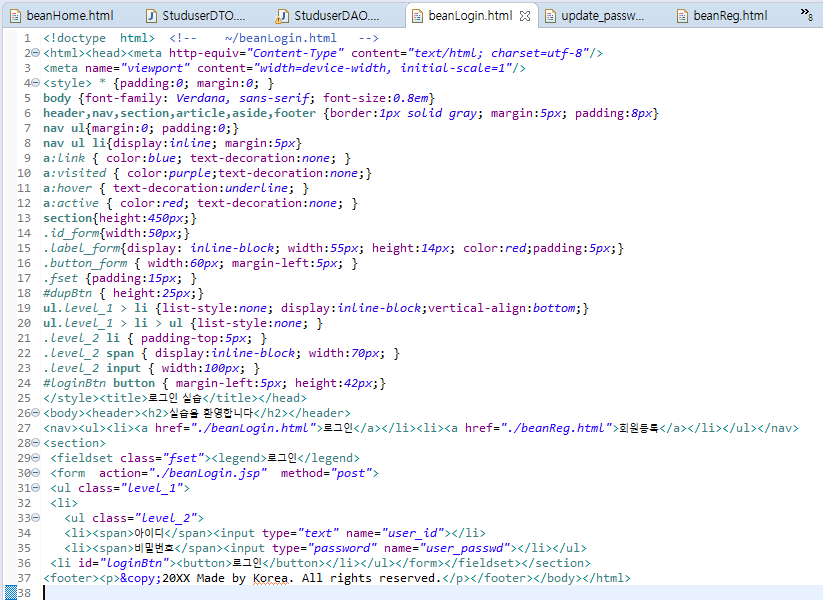 beanHome.html StuduserDTO.... StuduserDAO.... beanLogin.html update_passw... beanReg.html »8
1 <!doctype  html>  <!--    ~/beanLogin.html   -->
2 <html><head><meta http-equiv="Content-Type" content="text/html; charset=utf-8"/>
3 <meta name="viewport" content="width=device-width, initial-scale=1"/>
4 <style> * {padding:0; margin:0; }
5 body {font-family: Verdana, sans-serif; font-size:0.8em}
6 header,nav,section,article,aside,footer {border:1px solid gray; margin:5px; padding:8px}
7 nav ul{margin:0; padding:0;}
8 nav ul li{display:inline; margin:5px}
9 a:link { color:blue; text-decoration:none; }
10 a:visited { color:purple;text-decoration:none;}
11 a:hover { text-decoration:underline; }
12 a:active { color:red; text-decoration:none; }
13 section{height:450px;}
14 .id_form{width:50px;}
15 .label_form{display: inline-block; width:55px; height:14px; color:red;padding:5px;}
16 .button_form { width:60px; margin-left:5px; }
17 .fset {padding:15px; }
18 #dupBtn { height:25px;}
19 ul.level_1 > li {list-style:none; display:inline-block;vertical-align:bottom;}
20 ul.level_1 > li > ul {list-style:none; }
21 .level_2 li { padding-top:5px; }
22 .level_2 span { display:inline-block; width:70px; }
23 .level_2 input { width:100px; }
24 #loginBtn button { margin-left:5px; height:42px;}
25 </style><title>로그인 실습</title></head>
26 <body><header><h2>실습을 환영합니다</h2></header>
27 <nav><ul><li><a href="./beanLogin.html">로그인</a></li><li><a href="./beanReg.html">회원등록</a></li></ul></nav>
28 <section>
29  <fieldset class="fset"><legend>로그인</legend>
30  <form  action="./beanLogin.jsp"  method="post">
31  <ul class="level_1">
32  <li>
33    <ul class="level_2">
34    <li><span>아이디</span><input type="text" name="user_id"></li>
35    <li><span>비밀번호</span><input type="password" name="user_passwd"></li></ul>
36  <li id="loginBtn"><button>로그인</button></li></ul></form></fieldset></section>
37 <footer><p>&copy;20XX Made by Korea. All rights reserved.</p></footer></body></html>
38